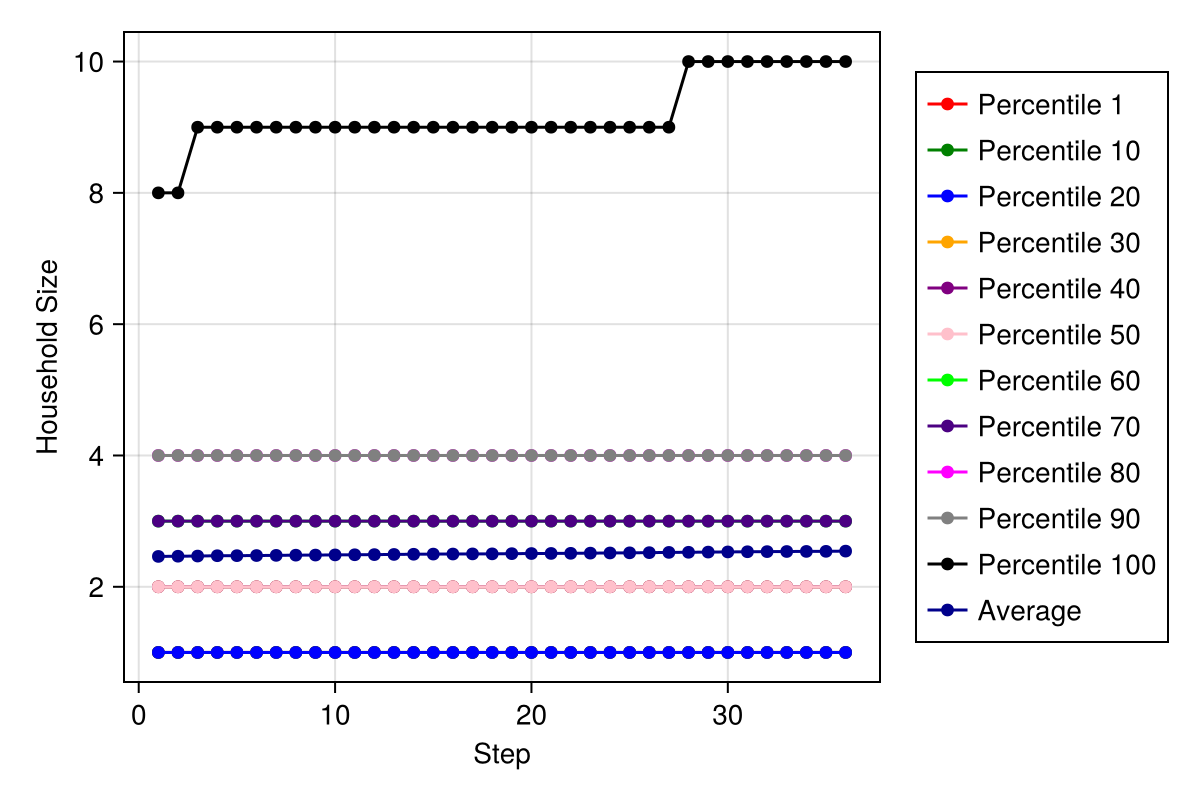 10
8
6
4
2
Household Size
0 10 20 30
Step
Percentile 1
Percentile 10
Percentile 20
Percentile 30
Percentile 40
Percentile 50
Percentile 60
Percentile 70
Percentile 80
Percentile 90
Percentile 100
Average